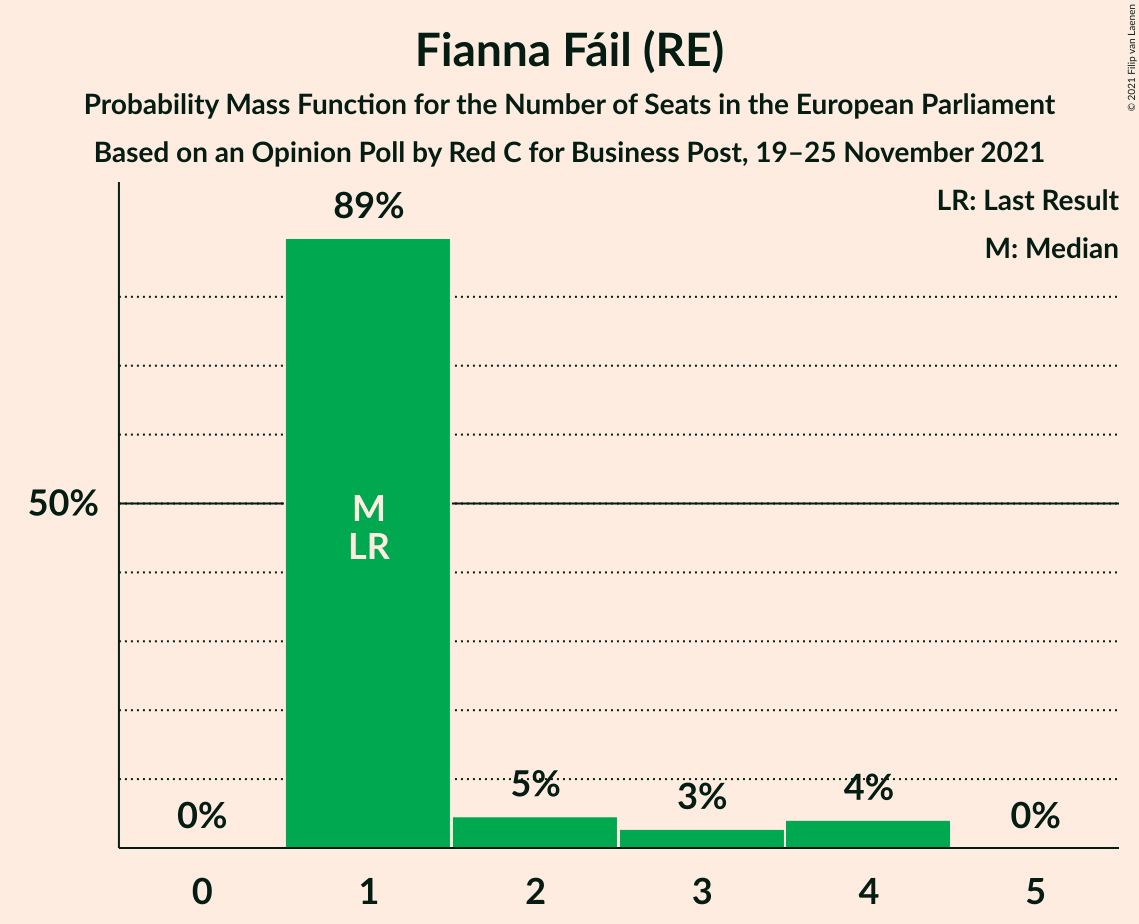 Fianna Fáil (RE)
Probability Mass Function for the Number of Seats in the European Parliament
Based on an Opinion Poll by Red C for Business Post, 19–25 November 2021
© 2021 Filip van Laenen
LR: Last Result
M: Median
89%
50%
M
LR
0%
5%
3%
4%
0%
0
1
2
3
4
5